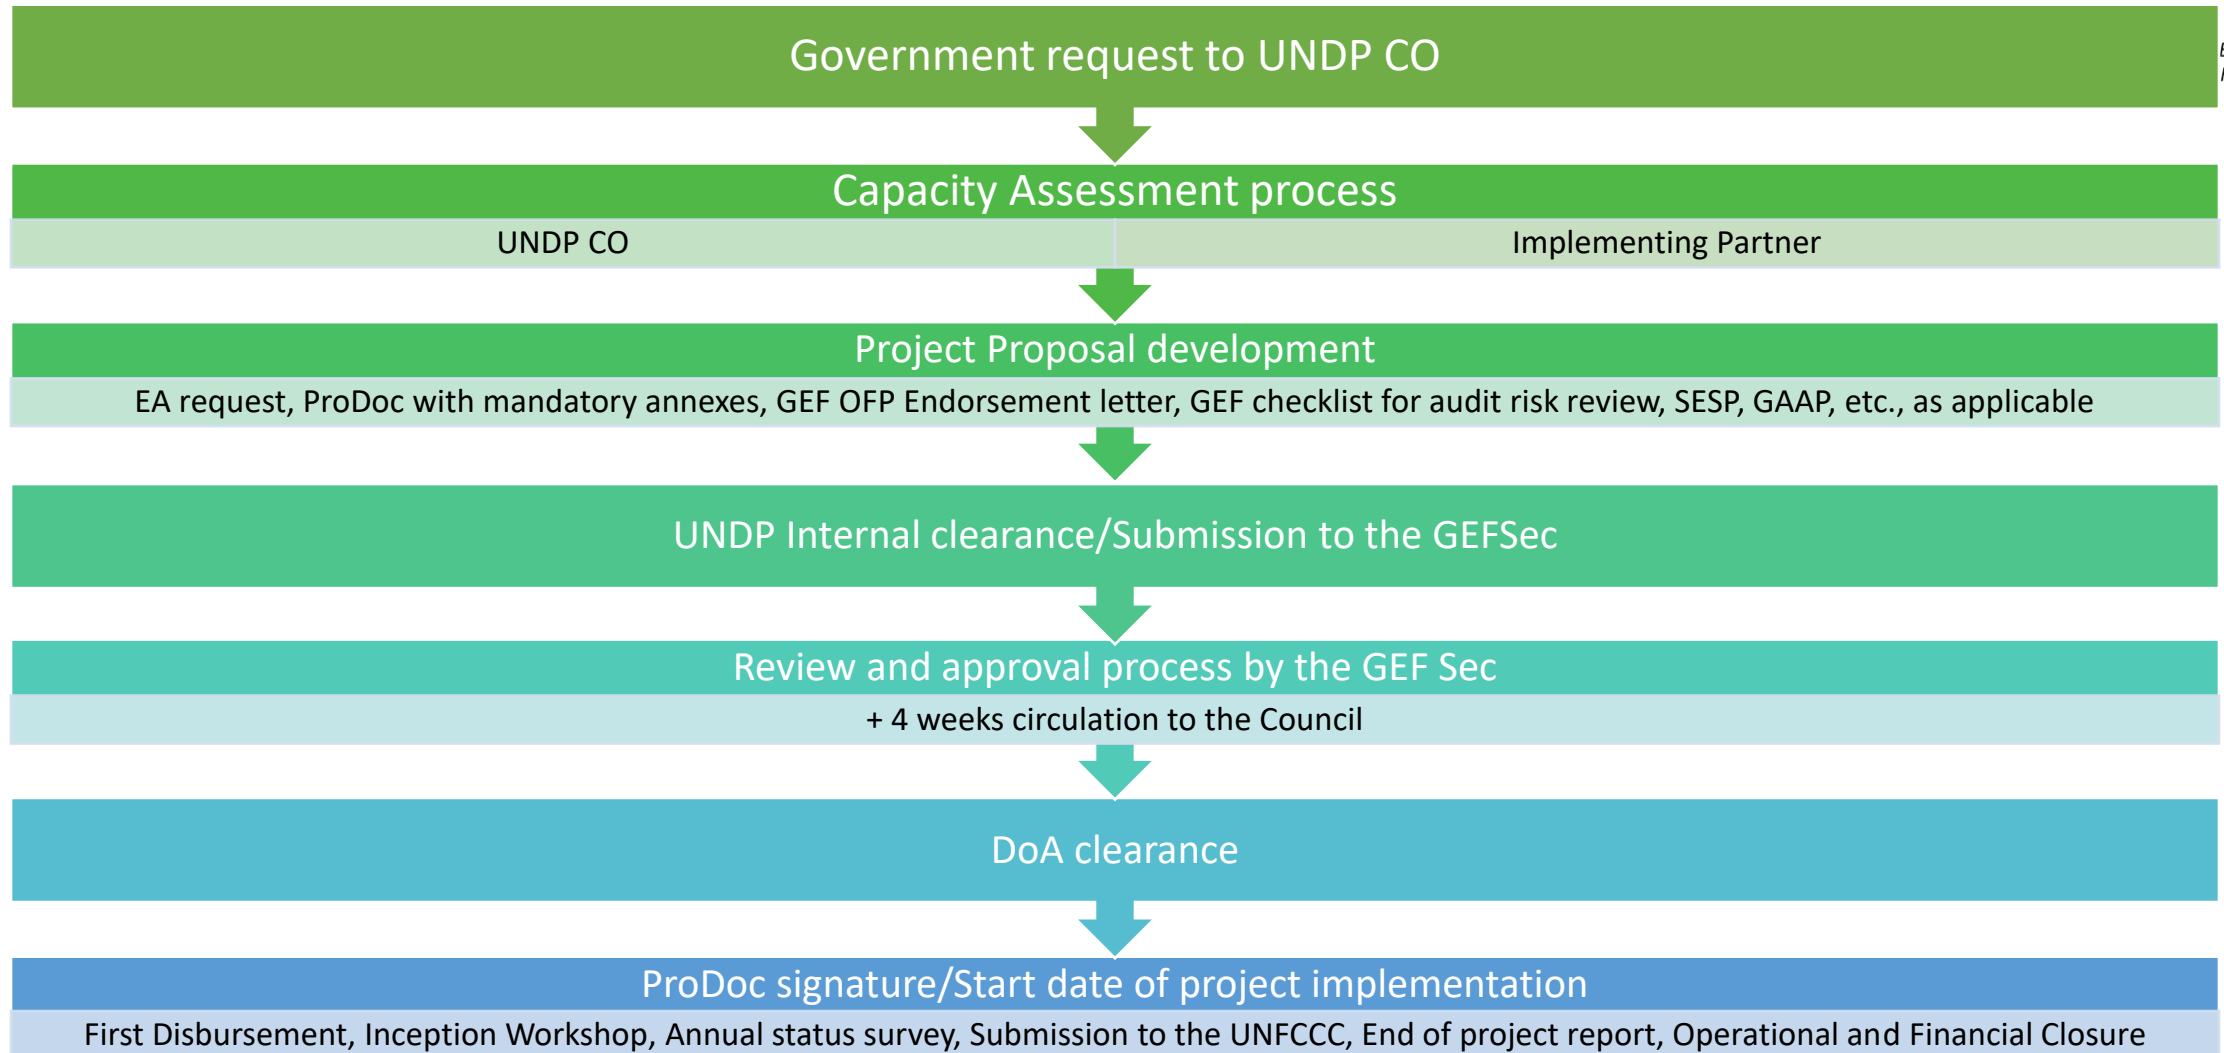 Government request to UNDP CO
Capacity Assessment process
UNDP CO
Implementing Partner
Project Proposal development
EA request, ProDoc with mandatory annexes, GEF OFP Endorsement letter, GEF checklist for audit risk review, SESP, GAAP, etc., as applicable
UNDP Internal clearance/Submission to the GEFSec
Review and approval process by the GEF Sec
+ 4 weeks circulation to the Council
DoA clearance
ProDoc signature/Start date of project implementation
First Disbursement, Inception Workshop, Annual status survey, Submission to the UNFCCC, End of project report, Operational and Financial Closure